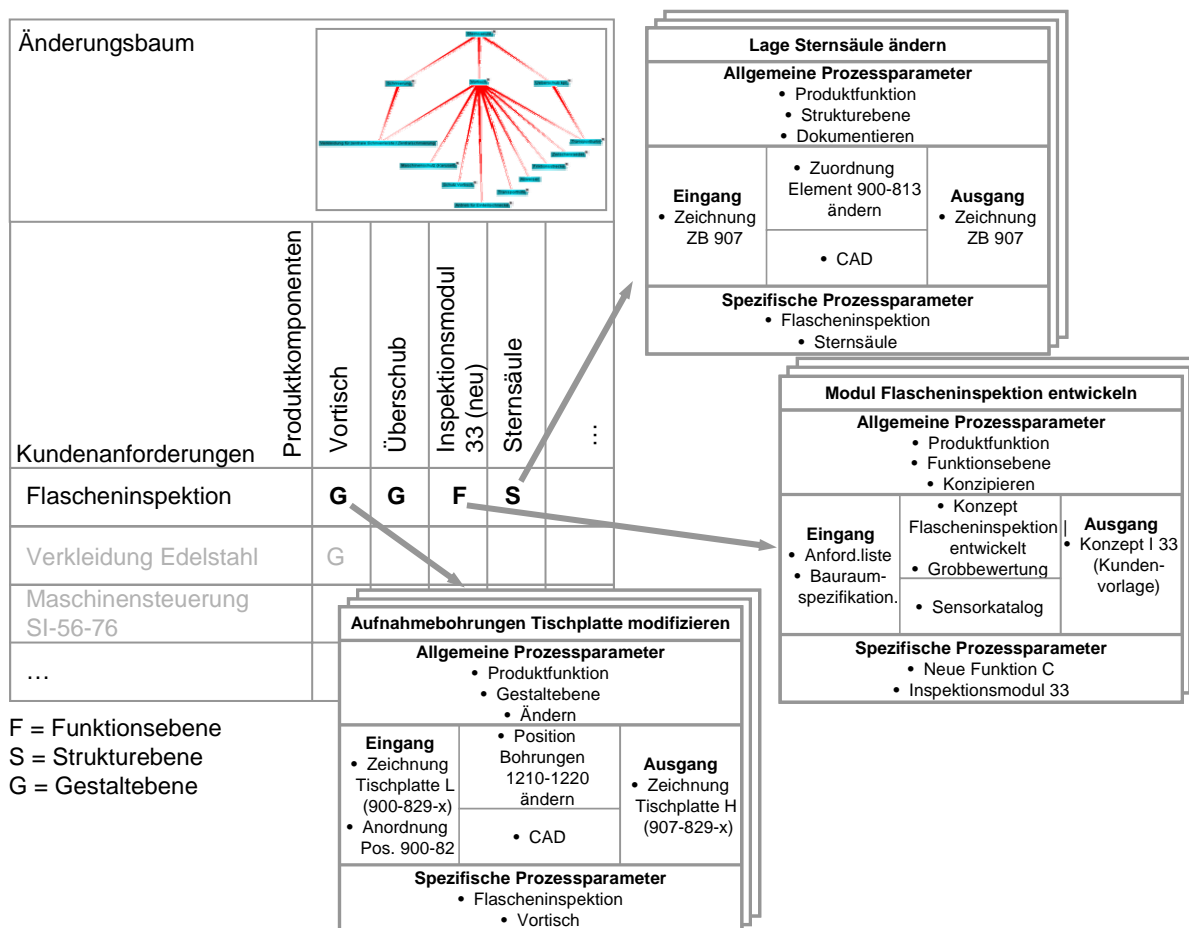 Änderungsbaum
Produktkomponenten
Vortisch
Überschub
Inspektionsmodul
33 (neu)
Sternsäule
…
Kundenanforderungen
Flascheninspektion
G
G
F
S
Verkleidung Edelstahl
G
Maschinensteuerung
SI-56-76
…
F = Funktionsebene
S = Strukturebene
G = Gestaltebene
Lage Sternsäule ändern
Allgemeine Prozessparameter
• Produktfunktion
• Strukturebene
• Dokumentieren
Eingang
• Zeichnung
ZB 907
• Zuordnung
Element 900-813
ändern
• CAD
Ausgang
• Zeichnung
ZB 907
Spezifische Prozessparameter
• Flascheninspektion
• Sternsäule
Modul Flascheninspektion entwickeln
Allgemeine Prozessparameter
• Produktfunktion
• Funktionsebene
• Konzipieren
Eingang
• Anford.liste
• Bauraum-
spezifikation.
• Konzept
Flascheninspektion
entwickelt
• Grobbewertung
• Sensorkatalog
Ausgang
• Konzept I 33
(Kunden-
vorlage)
Spezifische Prozessparameter
• Neue Funktion C
• Inspektionsmodul 33
Aufnahmebohrungen Tischplatte modifizieren
Allgemeine Prozessparameter
• Produktfunktion
• Gestaltebene
• Ändern
Eingang
• Zeichnung
Tischplatte L
(900-829-x)
• Anordnung
Pos. 900-82
• Position
Bohrungen
1210-1220
ändern
• CAD
Ausgang
• Zeichnung
Tischplatte H
(907-829-x)
Spezifische Prozessparameter
• Flascheninspektion
• Vortisch